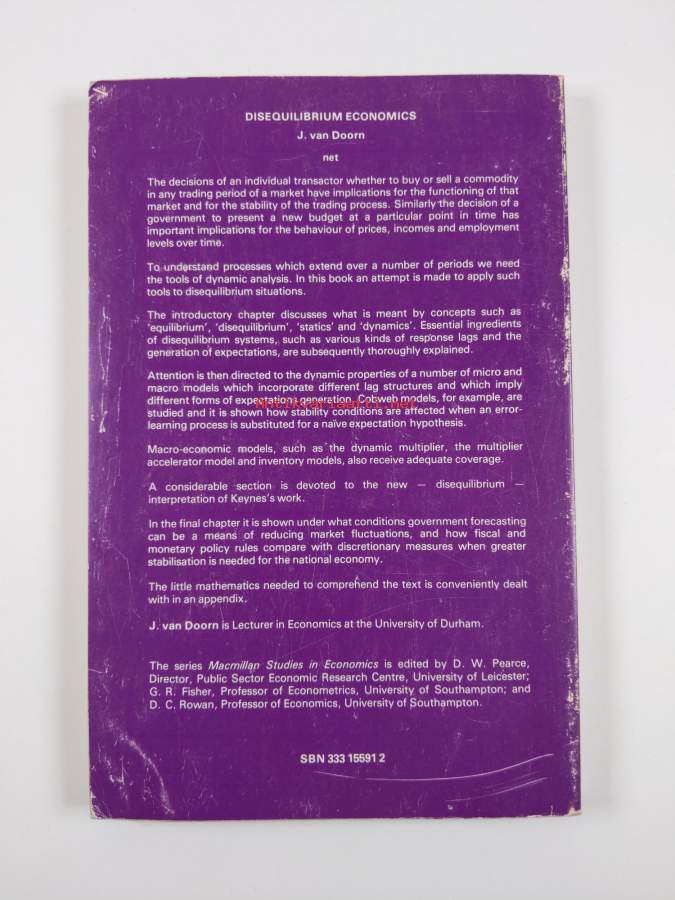 DISEQUILIBRIUM ECONOMICS
J. van Doorn
net
The decisions of an individual transactor whether to buy or sell a commodity
in any trading period of a market have implications for the functioning of that
market and for the stability of the trading process. Similarly the decision of a
government to present a new budget at a particular point in time has
important implications for the behaviour of prices, incomes and employment
levels over time.
To understand processes which extend over a number of periods we need
the tools of dynamic analysis. In this book an attempt is made to apply such
tools to disequilibrium situations.
The introductory chapter discusses what is meant by concepts such as
'equilibrium', 'disequilibrium', 'statics' and 'dynamics'. Essential ingredients
of disequilibrium systems, such as various kinds of response lags and the
generation of expectations, are subsequently thoroughly explained.
Attention is then directed to the dynamic properties of a number of micro and
macro models which incorporate different lag structures and which imply
different forms of expectations generation. Cobweb models, for example, are
studied and it is shown how stability conditions are affected when an error-
learning process is substituted for a naïve expectation hypothesis.
Macro-economic models, such as the dynamic multiplier, the multiplier
accelerator model and inventory models, also receive adequate coverage.
A considerable section is devoted to the new — disequilibrium —
interpretation of Keynes's work.
In the final chapter it is shown under what conditions government forecasting
can be a means of reducing market fluctuations, and how fiscal and
monetary policy rules compare with discretionary measures when greater
stabilisation is needed for the national economy.
The little mathematics needed to comprehend the text is conveniently dealt
with in an appendix.
J. van Doorn is Lecturer in Economics at the University of Durham.
The series Macmillan Studies in Economics is edited by D. W. Pearce,
Director, Public Sector Economic Research Centre, University of Leicester;
G. R. Fisher, Professor of Econometrics, University of Southampton; and
D. C. Rowan, Professor of Economics, University of Southampton.
SBN 333 15591 2